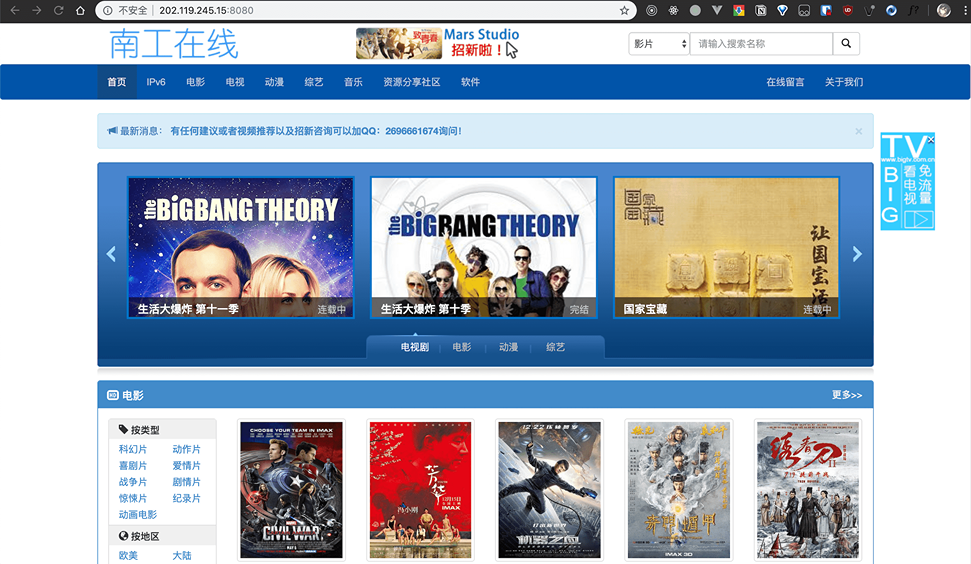 不安全 | 202.119.245.15:8080
南工在线
致青春
Mars Studio
招新啦！
影片
请输入搜索名称
首页 IPv6 电影 电视 动漫 综艺 音乐 资源分享社区 软件 在线留言 关于我们
最新消息： 有任何建议或者视频推荐以及招新咨询可以加QQ：2696661674询问！
×
TV
www.bigtv.com.cn
BIG
看电视
免流量
the BiGBANG THEORY
生活大爆炸 第十一季 连载中
the BIGBANG THEORY
生活大爆炸 第十季 完结
国家宝藏
让国宝活
国家宝藏 连载中
电视剧 电影 动漫 综艺
电影 更多>>
按类型
科幻片 动作片
喜剧片 爱情片
战争片 剧情片
惊悚片 纪录片
动画电影
按地区
欧美 大陆
CHOOSE YOUR TEAM IN IMAX
MARVEL
CIVIL WAR
芳华
冯小刚
IMAX
12.22
机器之血
奇门遁甲
IMAX 3D
绣春刀II